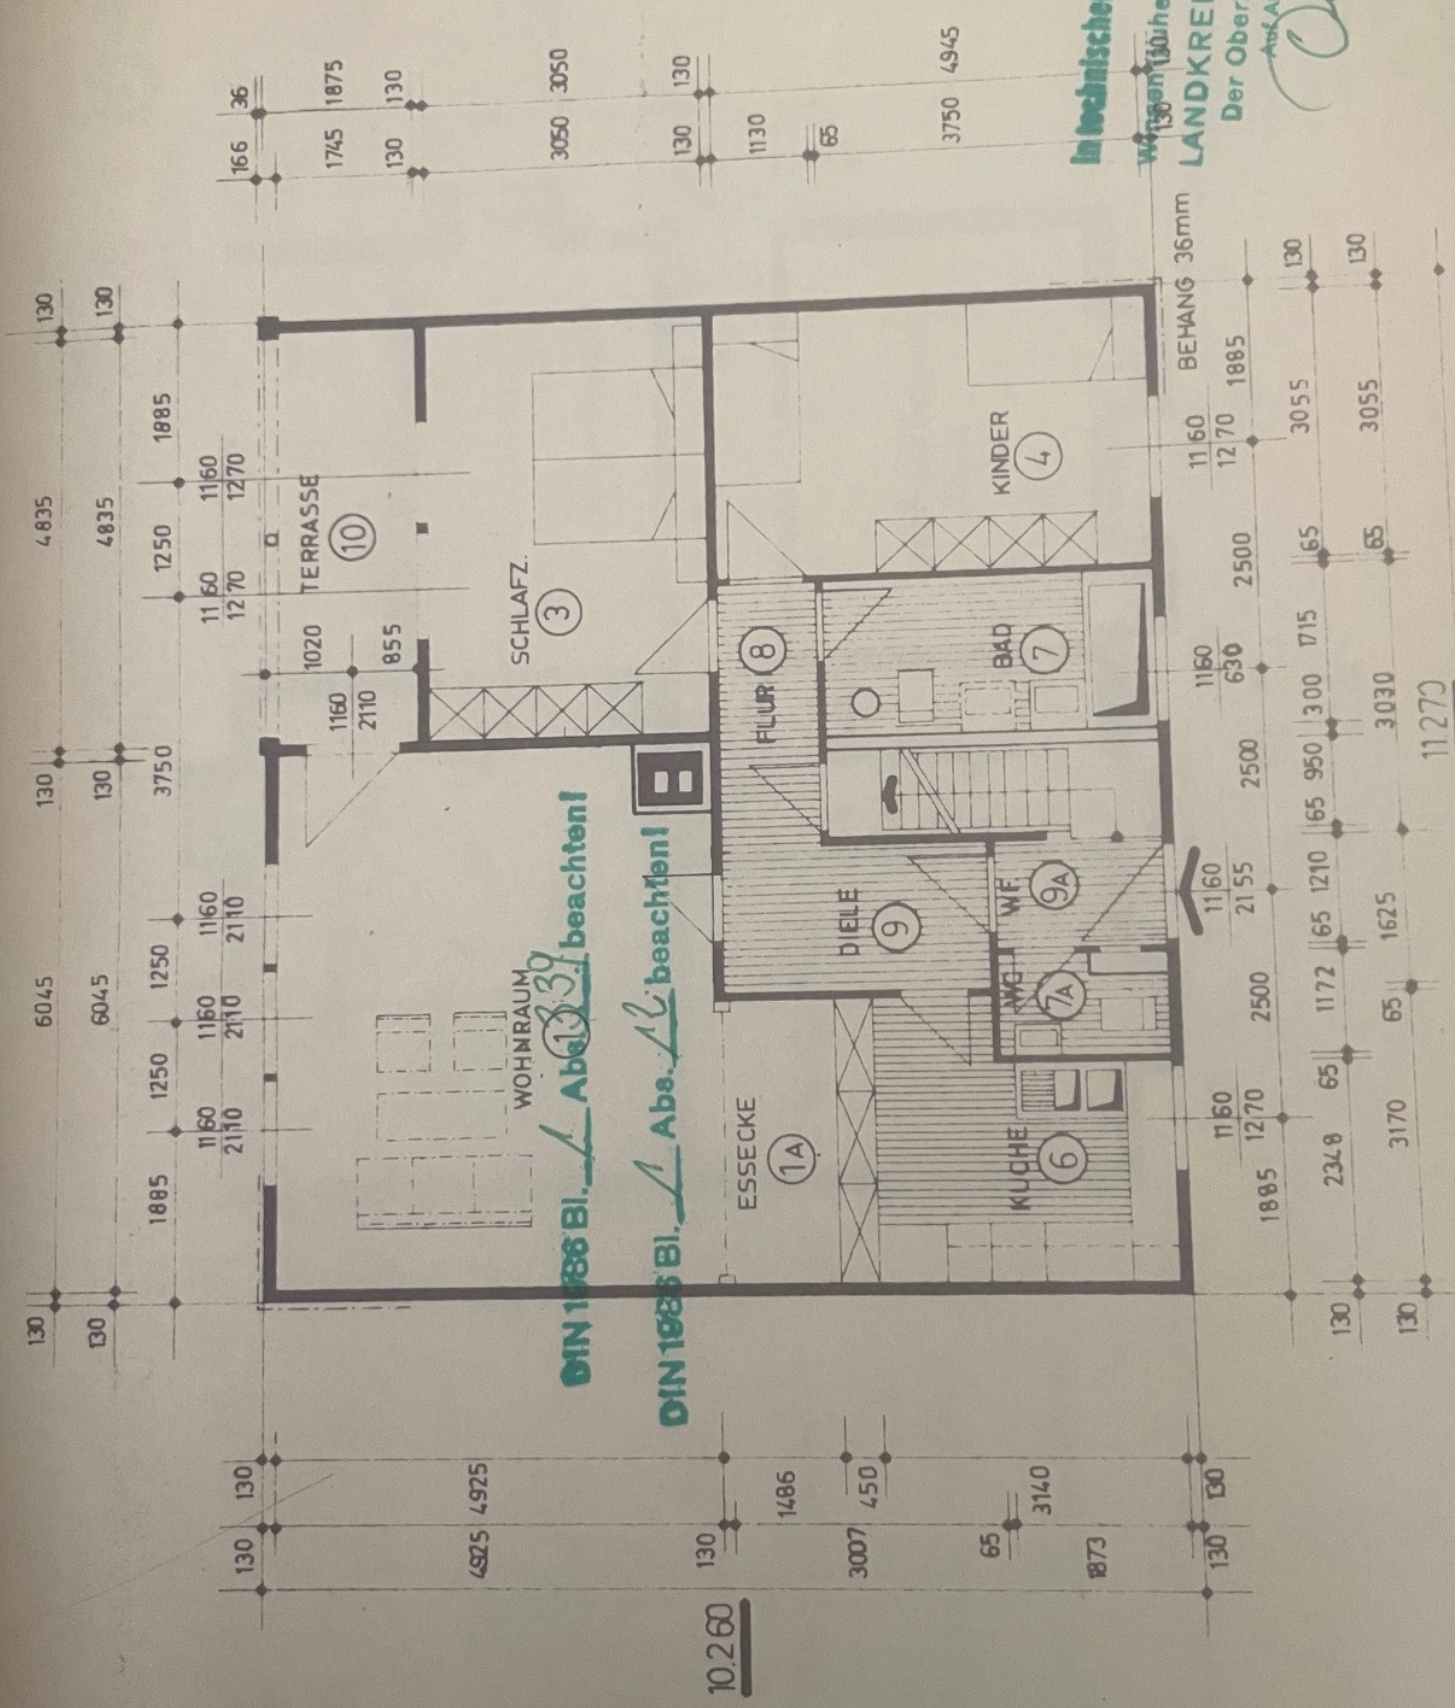 130 4835 130 6045 130
130 4835 130 6045 130
1885 1250 3750 1250 1250 1885
1160
1270
1160
1270
1160
2110
1160
2110
1160
2110
36 1875 130 3050 130 4945 130
166 1745 130 3050 130 1130 65 3750 130
TERRASSE
10
1020 855
1160
2110
SCHLAFZ.
3
KINDER
4
BAD
7
FLUR 8
DIELE
9
WF.
9A
WC
7A
WOHNRAUM
1
ESSECKE
1A
KÜCHE
6
DIN 1986 Bl. 1 Abs. beachten!
DIN 1986 Bl. 1 Abs. 12 beachten!
130 4925 1486 450 3140 130
130 4925 130 3007 65 1873 130
10.260
BEHANG 36mm
1160
1270
1160
630
1160
2155
1160
1270
1885 2500 2500 2500 1885
130 3055 65 1715 300 950 65 1210 65 1172 65 2348 130
130 3055 65 3030 1625 65 3170 130
11.270
LANDKREI
Der Ober